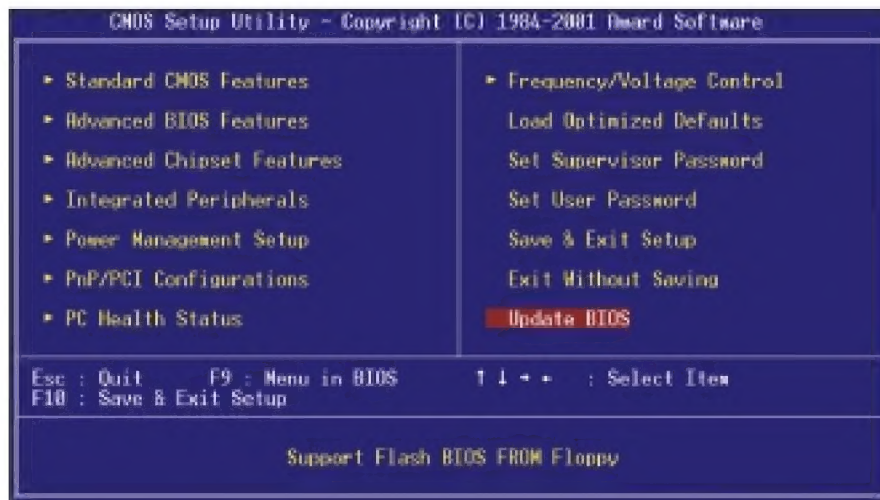 CMOS Setup Utility - Copyright (C) 1984-2001 Award Software
▸ Standard CMOS Features
▸ Advanced BIOS Features
▸ Advanced Chipset Features
▸ Integrated Peripherals
▸ Power Management Setup
▸ PnP/PCI Configurations
▸ PC Health Status
▸ Frequency/Voltage Control
Load Optimized Defaults
Set Supervisor Password
Set User Password
Save & Exit Setup
Exit Without Saving
Update BIOS
Esc : Quit F9 : Menu in BIOS ↑ ↓ → ← : Select Item
F10 : Save & Exit Setup
Support Flash BIOS FROM Floppy